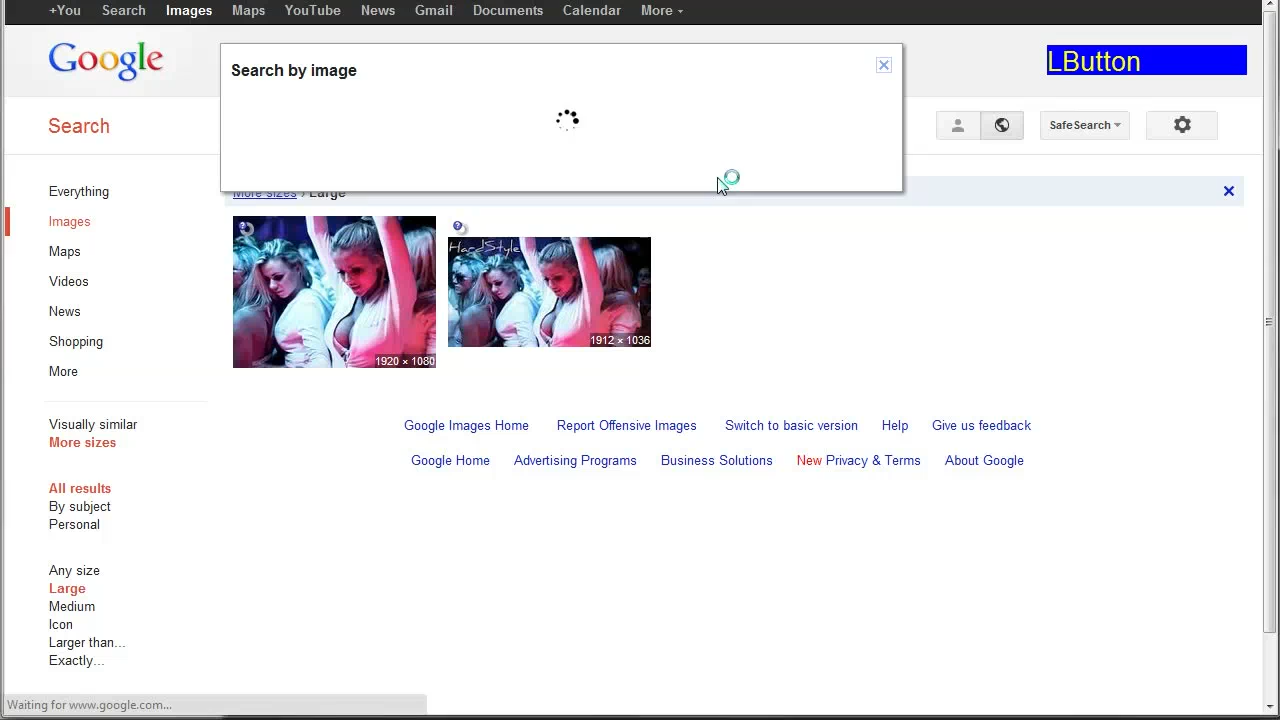 +You Search Images Maps YouTube News Gmail Documents Calendar More
Google
Search by image
LButton
Search
SafeSearch
More sizes › Large
Everything
Images
Maps
Videos
News
Shopping
More
HardStyle
1920 × 1080
1912 × 1036
Visually similar
More sizes
All results
By subject
Personal
Any size
Large
Medium
Icon
Larger than...
Exactly...
Google Images Home Report Offensive Images Switch to basic version Help Give us feedback
Google Home Advertising Programs Business Solutions New Privacy & Terms About Google
Waiting for www.google.com...